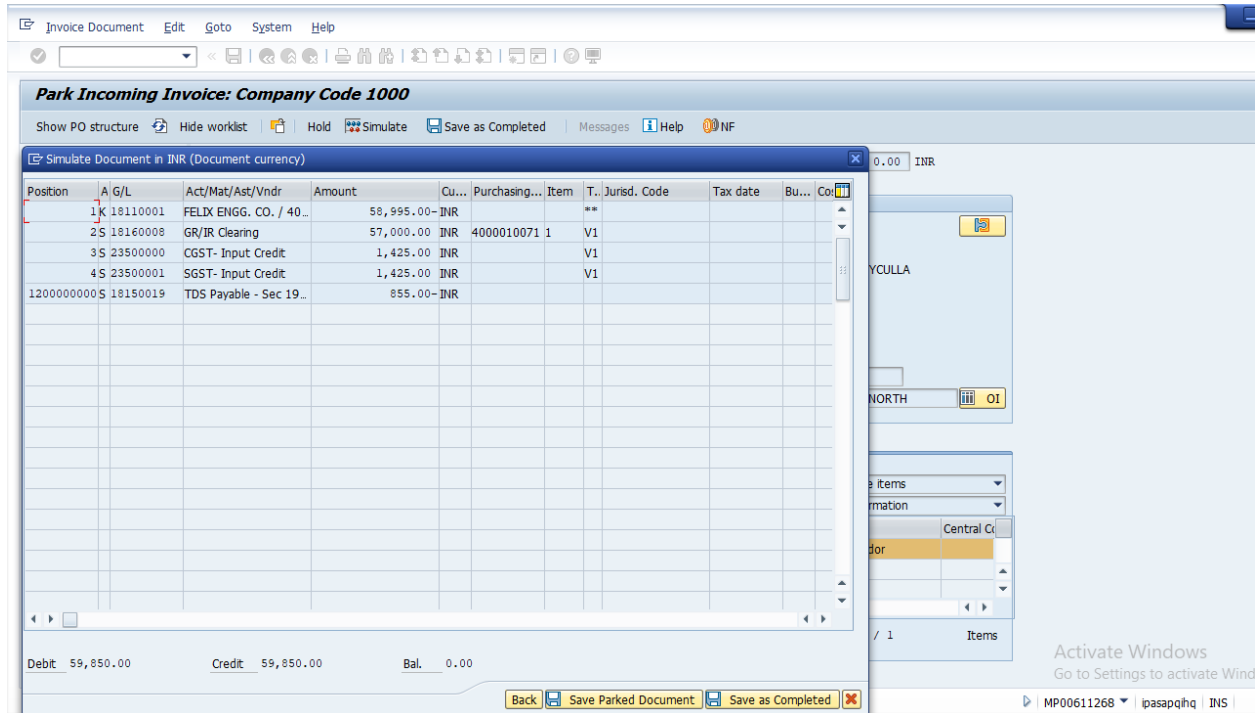 Invoice Document Edit Goto System Help
Park Incoming Invoice: Company Code 1000
Show PO structure Hide worklist Hold Simulate Save as Completed Messages Help NF
Simulate Document in INR (Document currency)
0.00 INR
Position A G/L Act/Mat/Ast/Vndr Amount Cu... Purchasing... Item T.. Jurisd. Code Tax date Bu...
1 K 18110001 FELIX ENGG. CO. / 40... 58,995.00- INR **
2 S 18160008 GR/IR Clearing 57,000.00 INR 4000010071 1 V1
3 S 23500000 CGST- Input Credit 1,425.00 INR V1
4 S 23500001 SGST- Input Credit 1,425.00 INR V1
1200000000 S 18150019 TDS Payable - Sec 19... 855.00- INR
YCULLA
NORTH OI
e items
rmation
Central Co
dor
/ 1 Items
Debit 59,850.00 Credit 59,850.00 Bal. 0.00
Back Save Parked Document Save as Completed
Activate Windows
Go to Settings to activate Wind
MP00611268 ipasapqihq INS